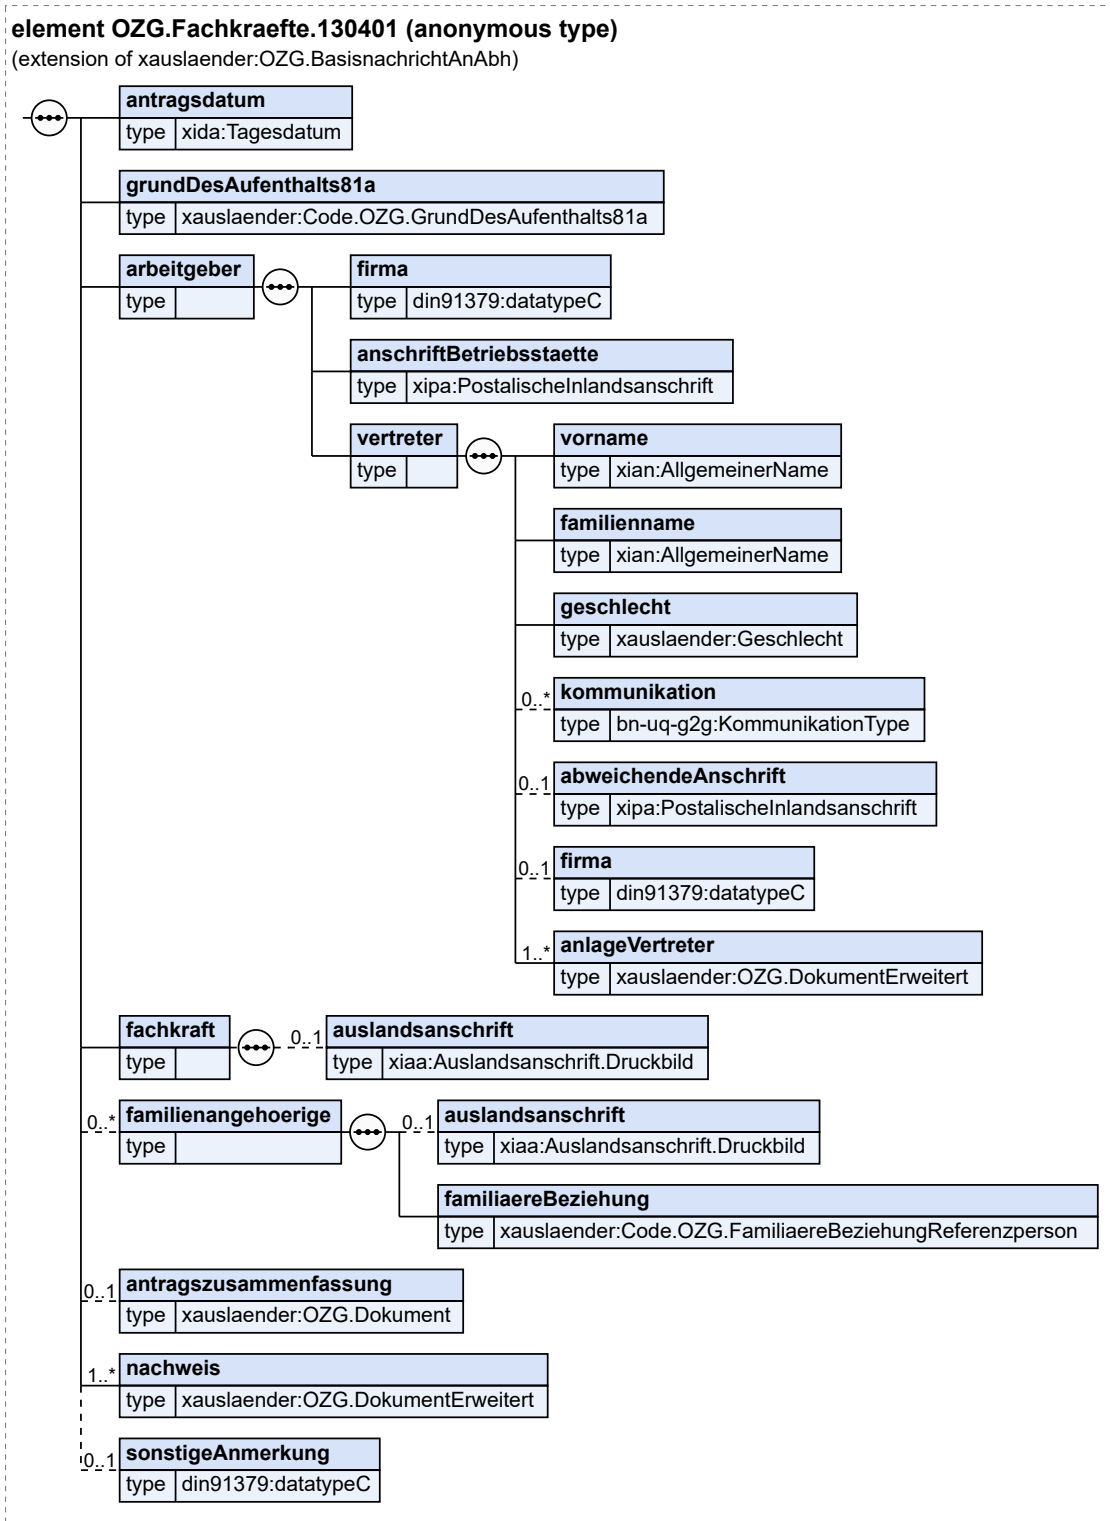 element OZG.Fachkraefte.130401 (anonymous type)
(extension of xauslaender:OZG.BasisnachrichtAnAbh)
antragsdatum
type xida:Tagesdatum
grundDesAufenthalts81a
type xauslaender:Code.OZG.GrundDesAufenthalts81a
arbeitgeber
type
firma
type din91379:datatypeC
anschriftBetriebsstaette
type xipa:PostalischeInlandsanschrift
vertreter
type
vorname
type xian:AllgemeinerName
familienname
type xian:AllgemeinerName
geschlecht
type xauslaender:Geschlecht
0..* kommunikation
type bn-uq-g2g:KommunikationType
0..1 abweichendeAnschrift
type xipa:PostalischeInlandsanschrift
0..1 firma
type din91379:datatypeC
1..* anlageVertreter
type xauslaender:OZG.DokumentErweitert
fachkraft
type
0..1 auslandsanschrift
type xiaa:Auslandsanschrift.Druckbild
0..* familienangehoerige
type
0..1 auslandsanschrift
type xiaa:Auslandsanschrift.Druckbild
familiaereBeziehung
type xauslaender:Code.OZG.FamiliaereBeziehungReferenzperson
0..1 antragszusammenfassung
type xauslaender:OZG.Dokument
1..* nachweis
type xauslaender:OZG.DokumentErweitert
0..1 sonstigeAnmerkung
type din91379:datatypeC